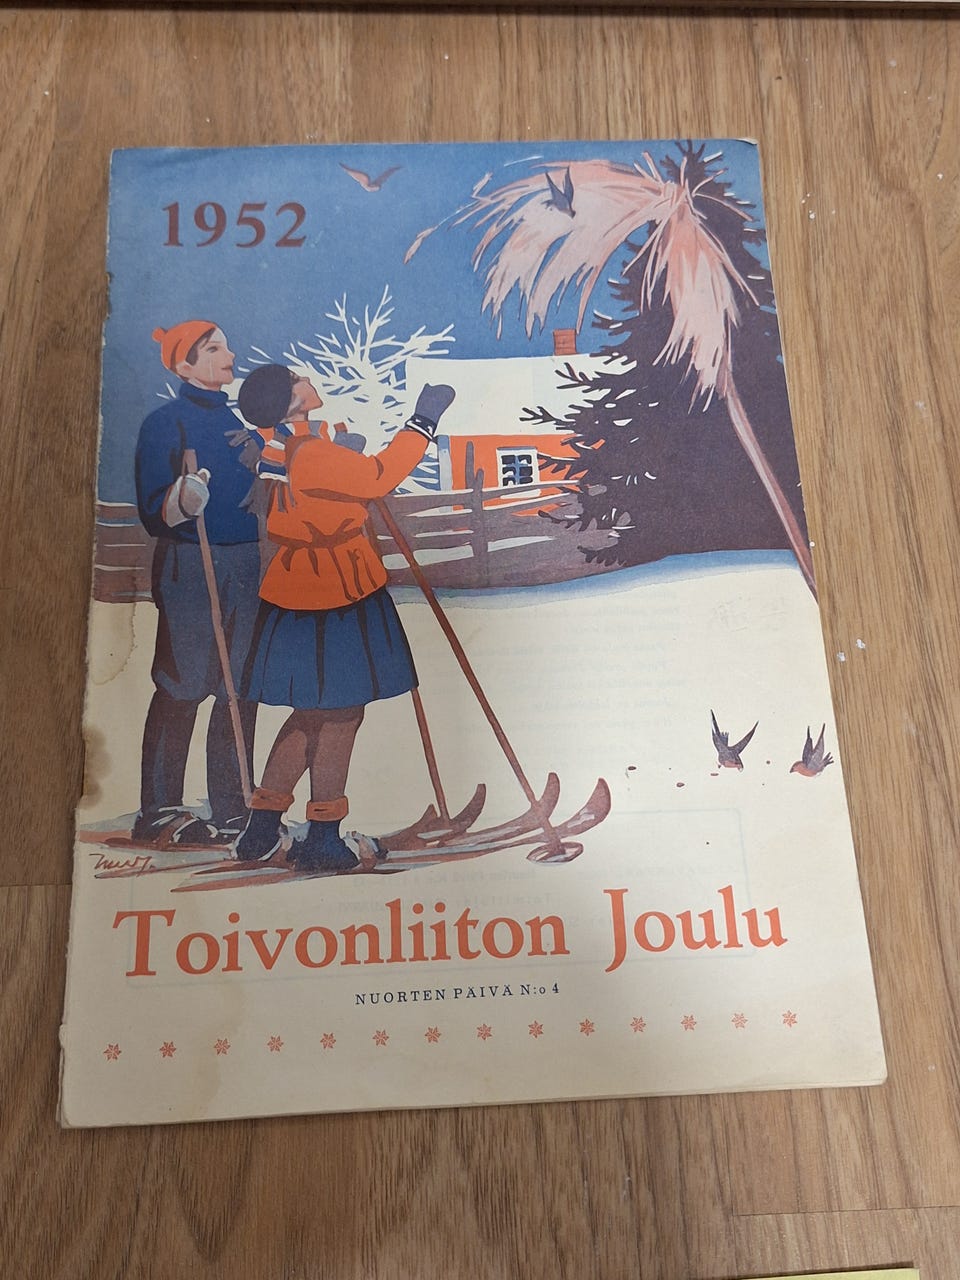 1952
Toivonliiton Joulu
NUORTEN PÄIVÄ N:o 4